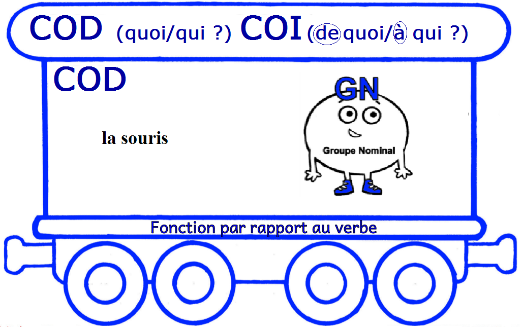 COD (quoi/qui ?) COI (de quoi/à qui ?)
COD
GN
la souris
Groupe Nominal
Fonction par rapport au verbe